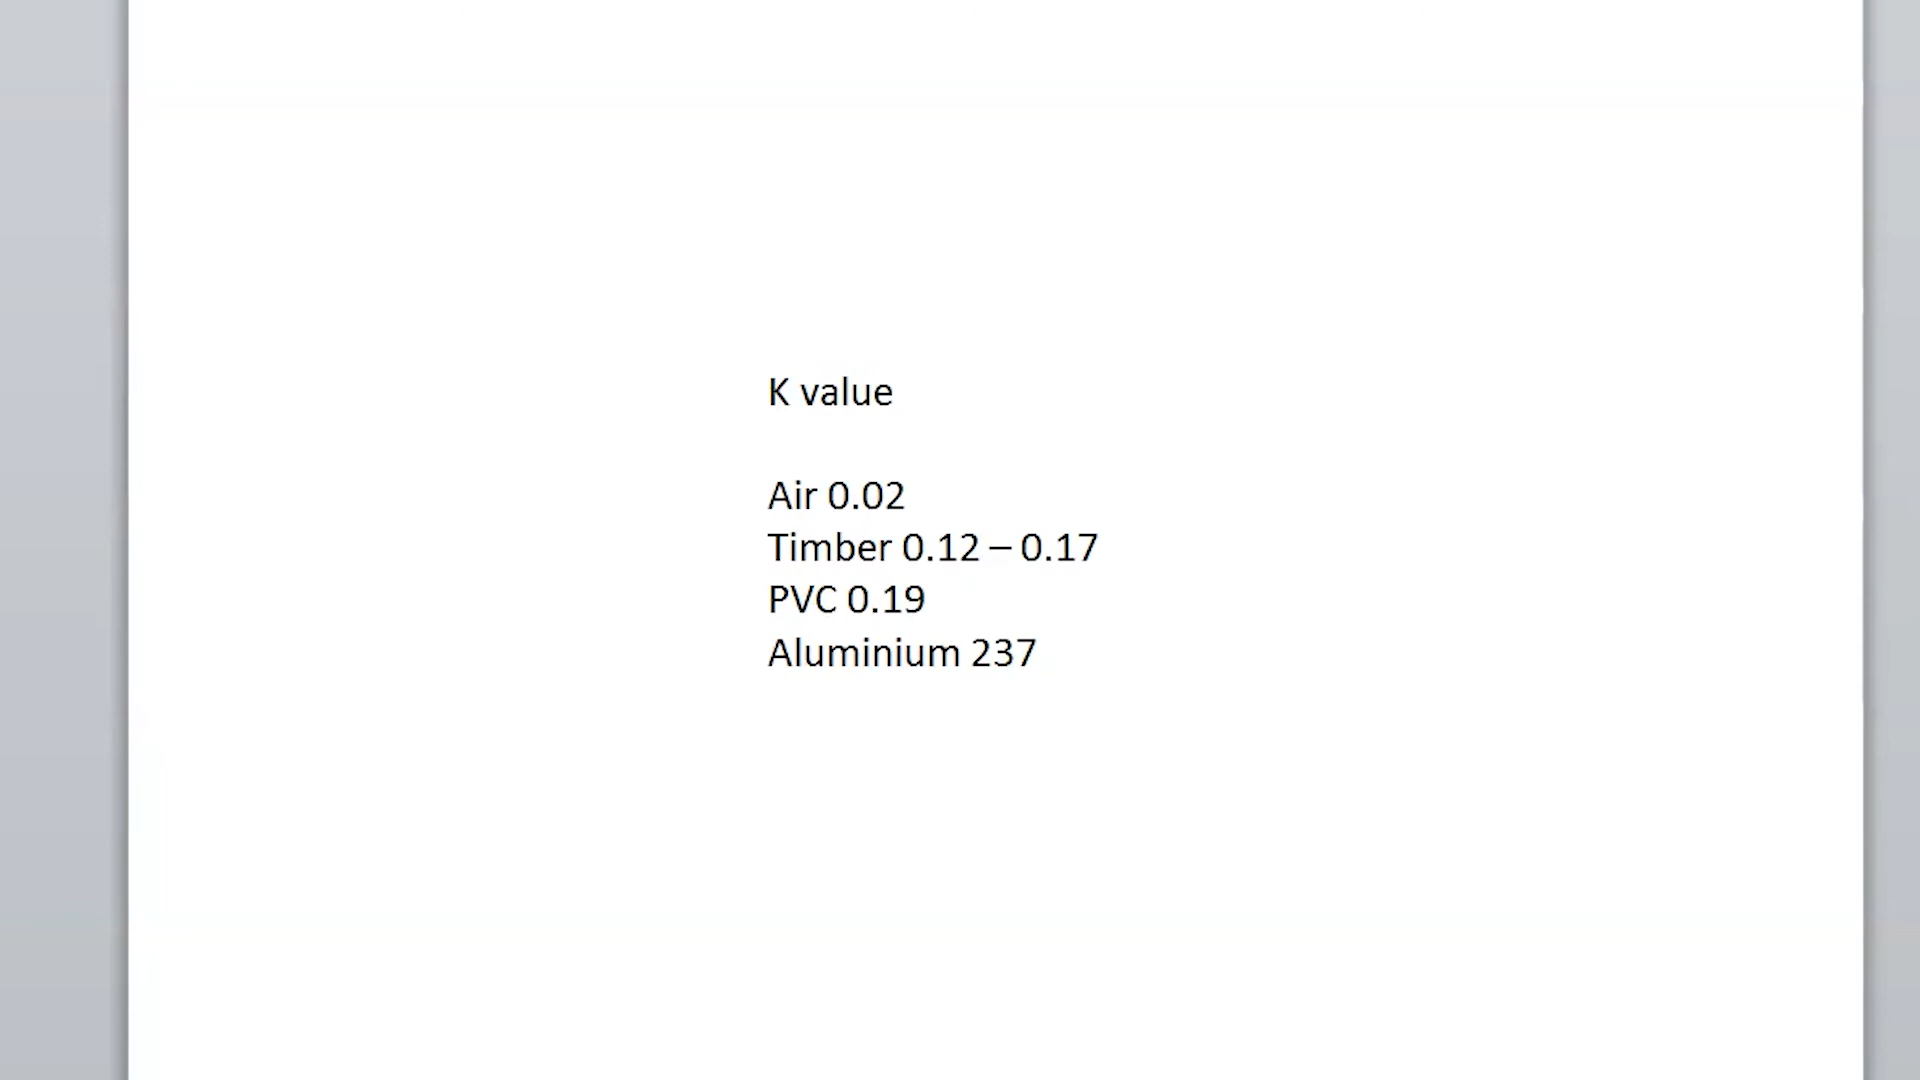 K value
Air 0.02
Timber 0.12 – 0.17
PVC 0.19
Aluminium 237